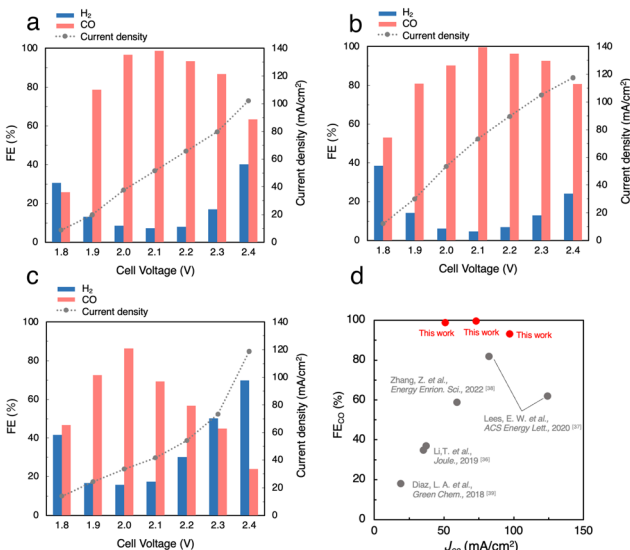 a
H₂
CO
Current density
100
80
60
40
20
0
FE (%)
140
120
100
80
60
40
20
0
Current density (mA/cm²)
1.8 1.9 2.0 2.1 2.2 2.3 2.4
Cell Voltage (V)
b
H₂
CO
Current density
100
80
60
40
20
0
FE (%)
140
120
100
80
60
40
20
0
Current density (mA/cm²)
1.8 1.9 2.0 2.1 2.2 2.3 2.4
Cell Voltage (V)
c
H₂
CO
Current density
100
80
60
40
20
0
FE (%)
140
120
100
80
60
40
20
0
Current density (mA/cm²)
1.8 1.9 2.0 2.1 2.2 2.3 2.4
Cell Voltage (V)
d
100
80
60
40
20
0
FE_CO (%)
This work This work This work
Zhang, Z. et al.,
Energy Enrion. Sci., 2022 [38]
Lees, E. W. et al.,
ACS Energy Lett., 2020 [37]
Li,T. et al.,
Joule., 2019 [36]
Diaz, L. A. et al.,
Green Chem., 2018 [39]
0 50 100 150
J_CO (mA/cm²)